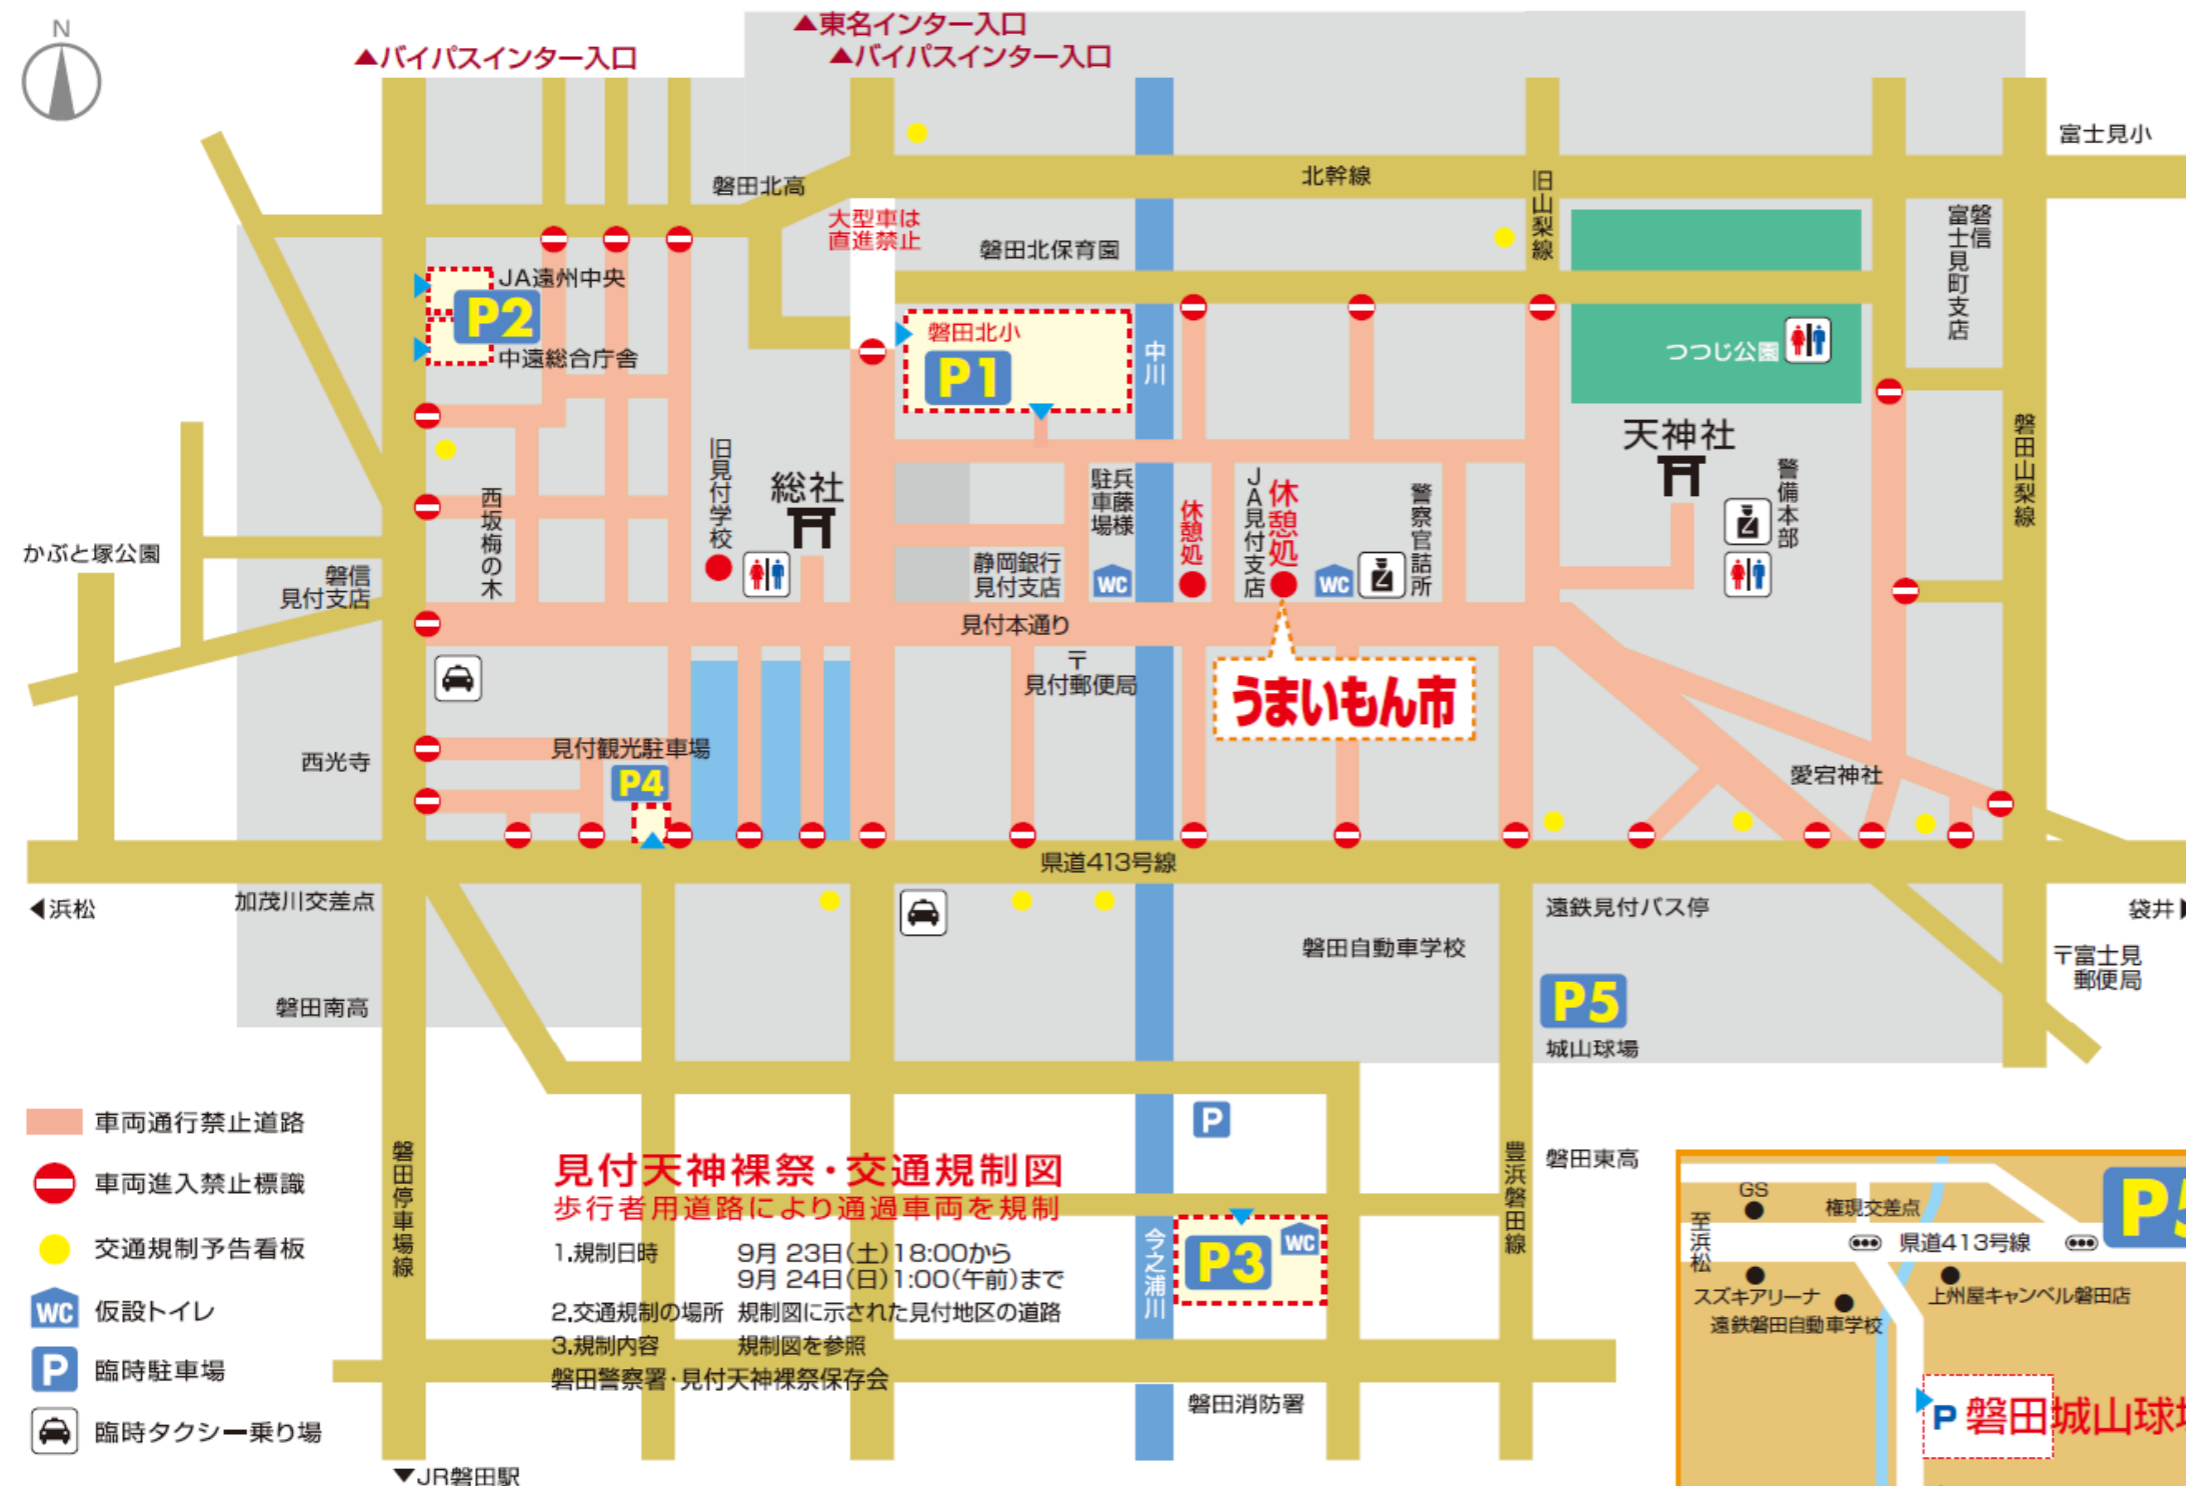 N
▲東名インター入口
▲バイパスインター入口
▲バイパスインター入口
富士見小
磐田北高
北幹線
旧山梨線
大型車は
直進禁止
磐田北保育園
磐信
富士見町支店
JA遠州中央
P2
中遠総合庁舎
磐田北小
P1
中川
つつじ公園
磐田山梨線
天神社
警備本部
旧見付学校
総社
西坂梅の木
兵藤様
駐車場
休憩処
JA見付支店
休憩処
警察官詰所
かぶと塚公園
磐信
見付支店
静岡銀行
見付支店
WC
WC
見付本通り
〒
見付郵便局
うまいもん市
西光寺
見付観光駐車場
P4
愛宕神社
県道413号線
◀浜松
加茂川交差点
遠鉄見付バス停
袋井▶
磐田自動車学校
〒富士見
郵便局
磐田南高
P5
城山球場
車両通行禁止道路
車両進入禁止標識
交通規制予告看板
WC
仮設トイレ
P
臨時駐車場
臨時タクシー乗り場
磐田停車場線
▼JR磐田駅
見付天神裸祭・交通規制図
歩行者用道路により通過車両を規制
1.規制日時 9月 23日(土)18:00から
9月 24日(日)1:00(午前)まで
2.交通規制の場所 規制図に示された見付地区の道路
3.規制内容 規制図を参照
磐田警察署・見付天神裸祭保存会
P
今之浦川
P3
WC
豊浜磐田線
磐田東高
磐田消防署
GS
権現交差点
P5
至浜松
県道413号線
スズキアリーナ
上州屋キャンベル磐田店
遠鉄磐田自動車学校
P 磐田城山球場